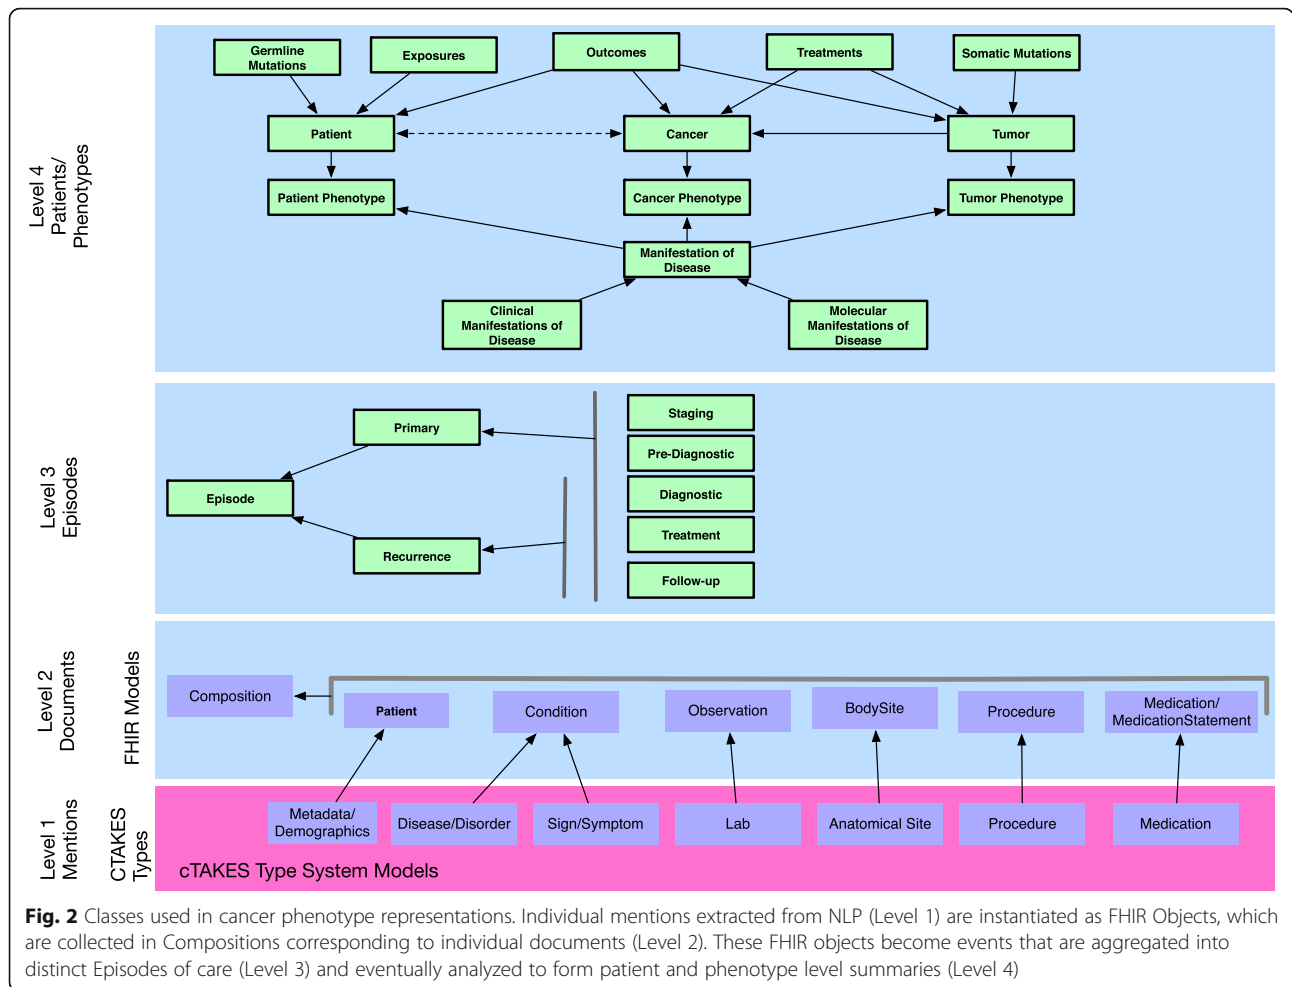 Level 4
Patients/
Phenotypes
Germline
Mutations
Exposures
Outcomes
Treatments
Somatic Mutations
Patient
Cancer
Tumor
Patient Phenotype
Cancer Phenotype
Tumor Phenotype
Manifestation of
Disease
Clinical
Manifestations of
Disease
Molecular
Manifestations of
Disease
Level 3
Episodes
Primary
Episode
Recurrence
Staging
Pre-Diagnostic
Diagnostic
Treatment
Follow-up
Level 2
Documents
FHIR Models
Composition
Patient
Condition
Observation
BodySite
Procedure
Medication/
MedicationStatement
Level 1
Mentions
CTAKES
Types
Metadata/
Demographics
Disease/Disorder
Sign/Symptom
Lab
Anatomical Site
Procedure
Medication
cTAKES Type System Models
Fig. 2 Classes used in cancer phenotype representations. Individual mentions extracted from NLP (Level 1) are instantiated as FHIR Objects, which
are collected in Compositions corresponding to individual documents (Level 2). These FHIR objects become events that are aggregated into
distinct Episodes of care (Level 3) and eventually analyzed to form patient and phenotype level summaries (Level 4)